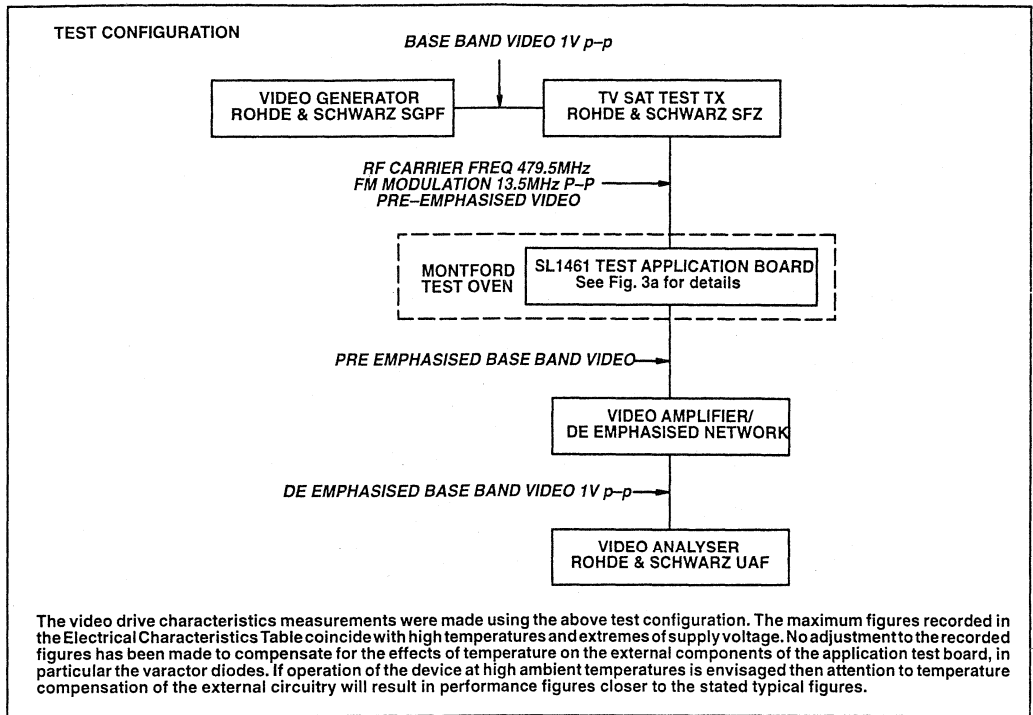 TEST CONFIGURATION
BASE BAND VIDEO 1V p–p
VIDEO GENERATOR
ROHDE & SCHWARZ SGPF
TV SAT TEST TX
ROHDE & SCHWARZ SFZ
RF CARRIER FREQ 479.5MHz
FM MODULATION 13.5MHz P–P
PRE–EMPHASISED VIDEO
MONTFORD
TEST OVEN
SL1461 TEST APPLICATION BOARD
See Fig. 3a for details
PRE EMPHASISED BASE BAND VIDEO
VIDEO AMPLIFIER/
DE EMPHASISED NETWORK
DE EMPHASISED BASE BAND VIDEO 1V p–p
VIDEO ANALYSER
ROHDE & SCHWARZ UAF
The video drive characteristics measurements were made using the above test configuration. The maximum figures recorded in
the Electrical Characteristics Table coincide with high temperatures and extremes of supply voltage. No adjustment to the recorded
figures has been made to compensate for the effects of temperature on the external components of the application test board, in
particular the varactor diodes. If operation of the device at high ambient temperatures is envisaged then attention to temperature
compensation of the external circuitry will result in performance figures closer to the stated typical figures.